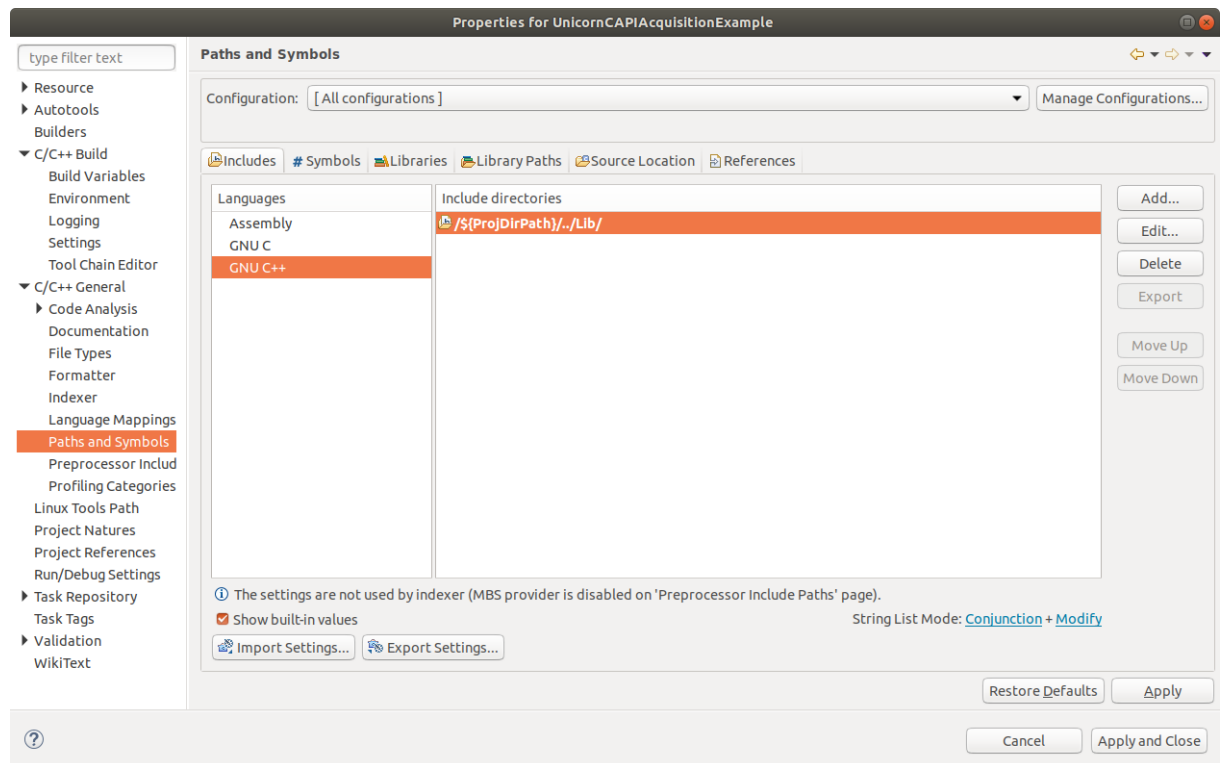 Properties for UnicornCAPIAcquisitionExample
type filter text
Resource
Autotools
Builders
C/C++ Build
Build Variables
Environment
Logging
Settings
Tool Chain Editor
C/C++ General
Code Analysis
Documentation
File Types
Formatter
Indexer
Language Mappings
Paths and Symbols
Preprocessor Includ
Profiling Categories
Linux Tools Path
Project Natures
Project References
Run/Debug Settings
Task Repository
Task Tags
Validation
WikiText
Paths and Symbols
Configuration: [ All configurations ] Manage Configurations...
Includes # Symbols Libraries Library Paths Source Location References
Languages
Assembly
GNU C
GNU C++
Include directories
/${ProjDirPath}/../Lib/
Add...
Edit...
Delete
Export
Move Up
Move Down
The settings are not used by indexer (MBS provider is disabled on 'Preprocessor Include Paths' page).
Show built-in values String List Mode: Conjunction + Modify
Import Settings... Export Settings...
Restore Defaults Apply
? Cancel Apply and Close